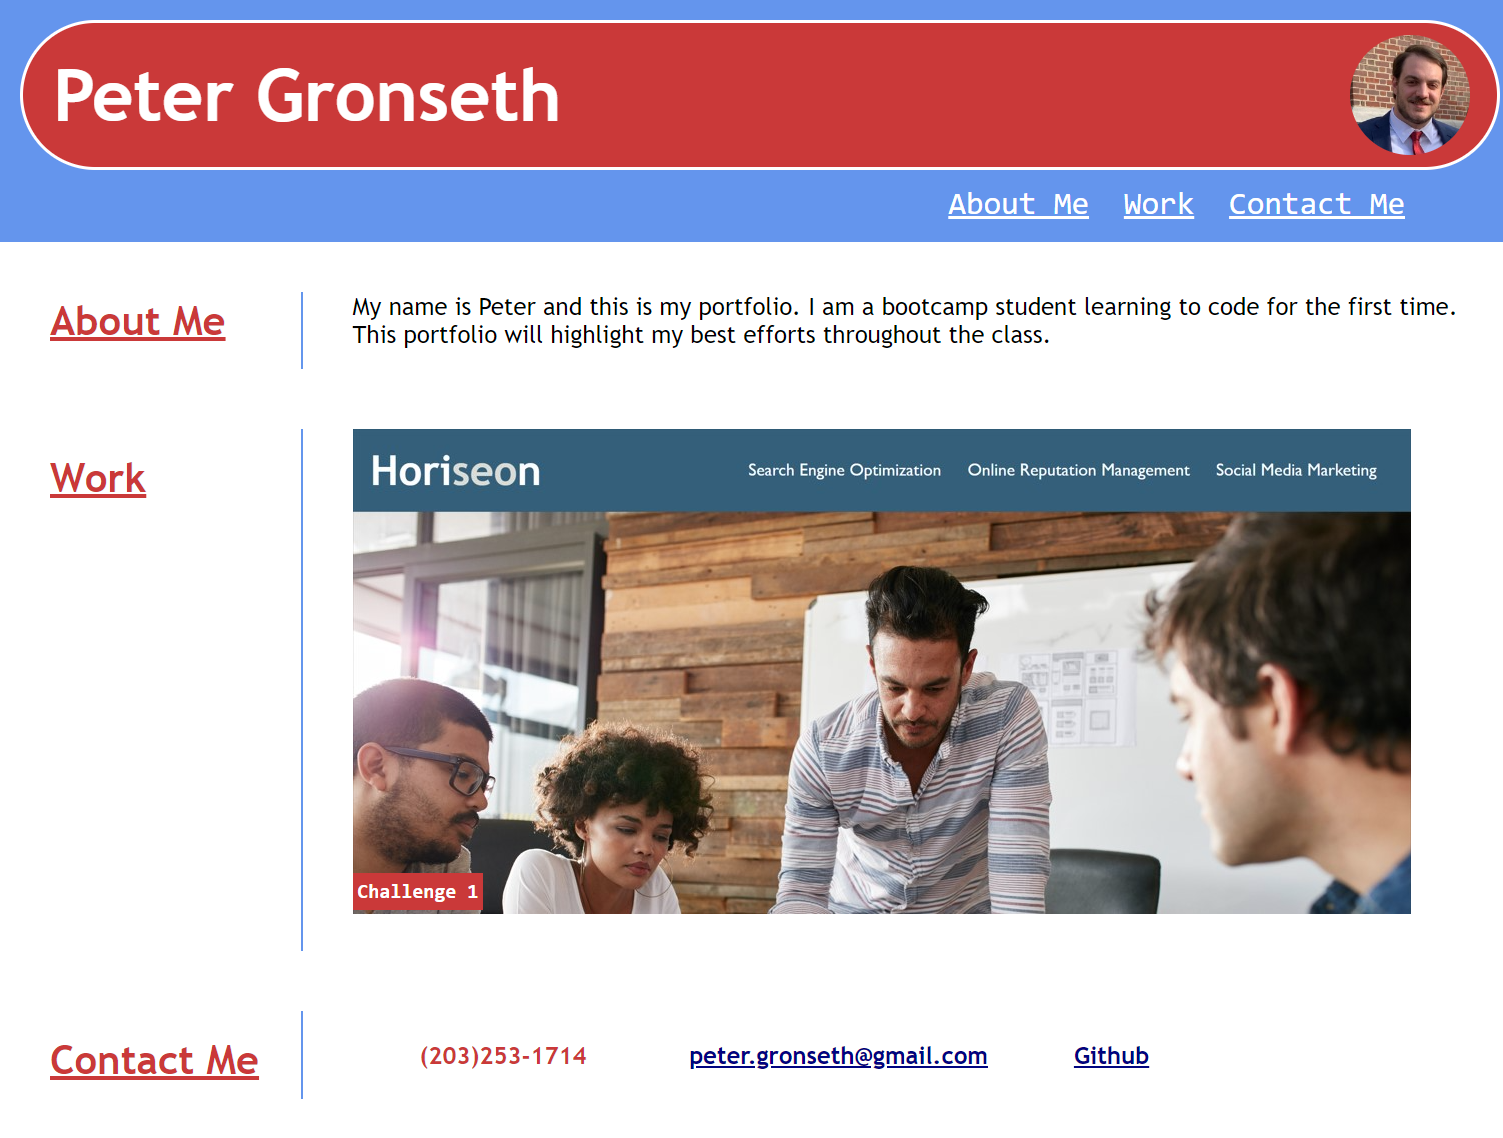 Peter Gronseth
About Me Work Contact Me
About Me
My name is Peter and this is my portfolio. I am a bootcamp student learning to code for the first time.
This portfolio will highlight my best efforts throughout the class.
Work
Horiseon
Search Engine Optimization Online Reputation Management Social Media Marketing
Challenge 1
Contact Me
(203)253-1714 peter.gronseth@gmail.com Github